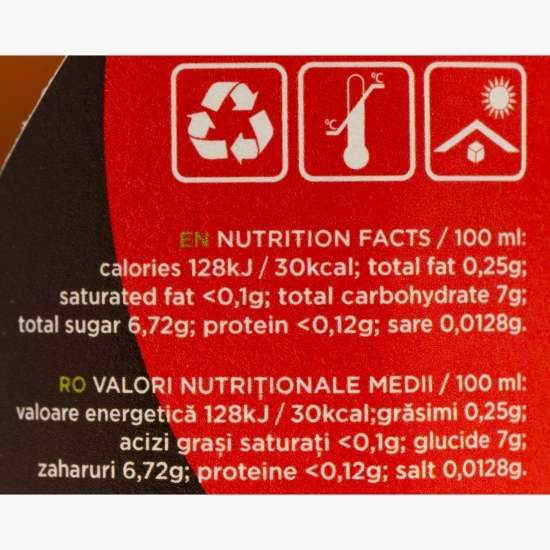 °C
°C
EN NUTRITION FACTS / 100 ml:
calories 128kJ / 30kcal; total fat 0,25g;
saturated fat <0,1g; total carbohydrate 7g;
total sugar 6,72g; protein <0,12g; sare 0,0128g.
RO VALORI NUTRIȚIONALE MEDII / 100 ml:
valoare energetică 128kJ / 30kcal;grăsimi 0,25g;
acizi grași saturați <0,1g; glucide 7g;
zaharuri 6,72g; proteine <0,12g; salt 0,0128g.